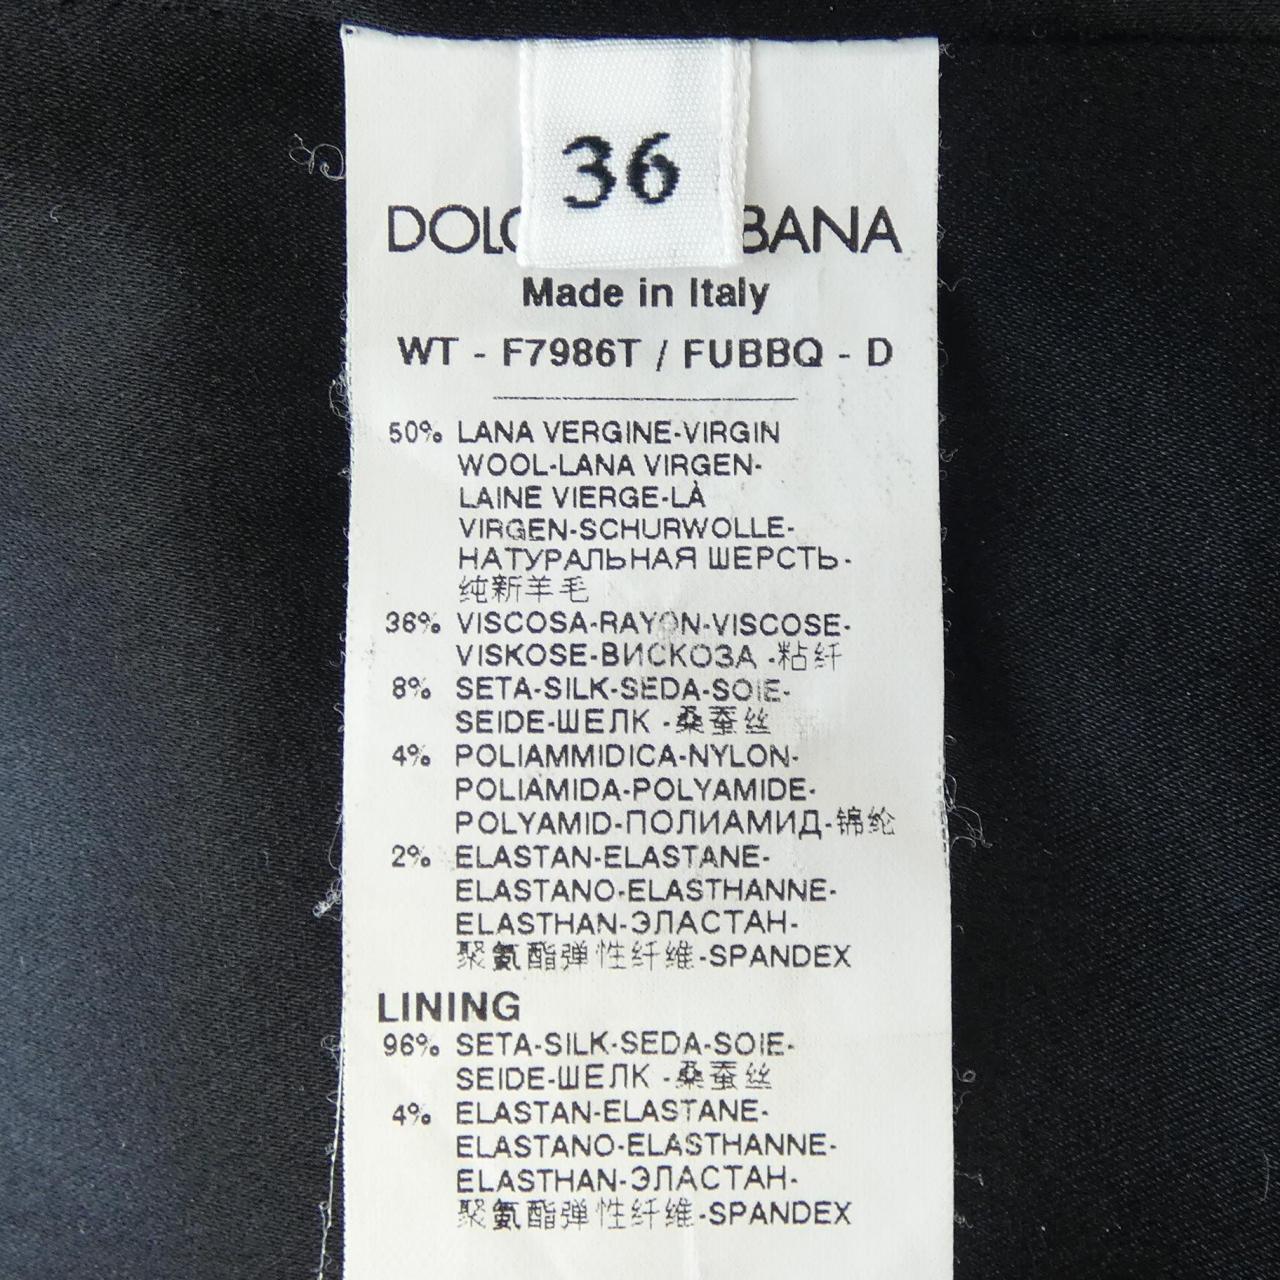 36
DOLC BANA
Made in Italy
WT - F7986T / FUBBQ - D
50% LANA VERGINE-VIRGIN
WOOL-LANA VIRGEN-
LAINE VIERGE-LÀ
VIRGEN-SCHURWOLLE-
НАТУРАЛЬНАЯ ШЕРСТЬ-
纯新羊毛
36% VISCOSA-RAYON-VISCOSE-
VISKOSE-ВИСКОЗА -粘纤
8% SETA-SILK-SEDA-SOIE-
SEIDE-ШЕЛК -桑蚕丝
4% POLIAMMIDICA-NYLON-
POLIAMIDA-POLYAMIDE-
POLYAMID-ПОЛИАМИД-锦纶
2% ELASTAN-ELASTANE-
ELASTANO-ELASTHANNE-
ELASTHAN-ЭЛАСТАН-
聚氨酯弹性纤维-SPANDEX
LINING
96% SETA-SILK-SEDA-SOIE-
SEIDE-ШЕЛК -桑蚕丝
4% ELASTAN-ELASTANE-
ELASTANO-ELASTHANNE-
ELASTHAN-ЭЛАСТАН-
聚氨酯弹性纤维-SPANDEX